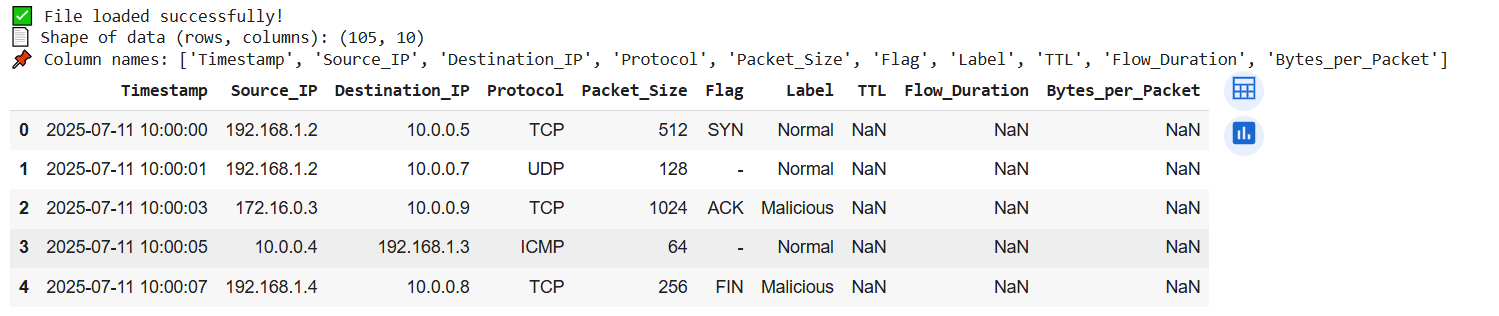 ✅ File loaded successfully!
📄 Shape of data (rows, columns): (105, 10)
📌 Column names: ['Timestamp', 'Source_IP', 'Destination_IP', 'Protocol', 'Packet_Size', 'Flag', 'Label', 'TTL', 'Flow_Duration', 'Bytes_per_Packet']
Timestamp Source_IP Destination_IP Protocol Packet_Size Flag Label TTL Flow_Duration Bytes_per_Packet
0 2025-07-11 10:00:00 192.168.1.2 10.0.0.5 TCP 512 SYN Normal NaN NaN NaN
1 2025-07-11 10:00:01 192.168.1.2 10.0.0.7 UDP 128 - Normal NaN NaN NaN
2 2025-07-11 10:00:03 172.16.0.3 10.0.0.9 TCP 1024 ACK Malicious NaN NaN NaN
3 2025-07-11 10:00:05 10.0.0.4 192.168.1.3 ICMP 64 - Normal NaN NaN NaN
4 2025-07-11 10:00:07 192.168.1.4 10.0.0.8 TCP 256 FIN Malicious NaN NaN NaN